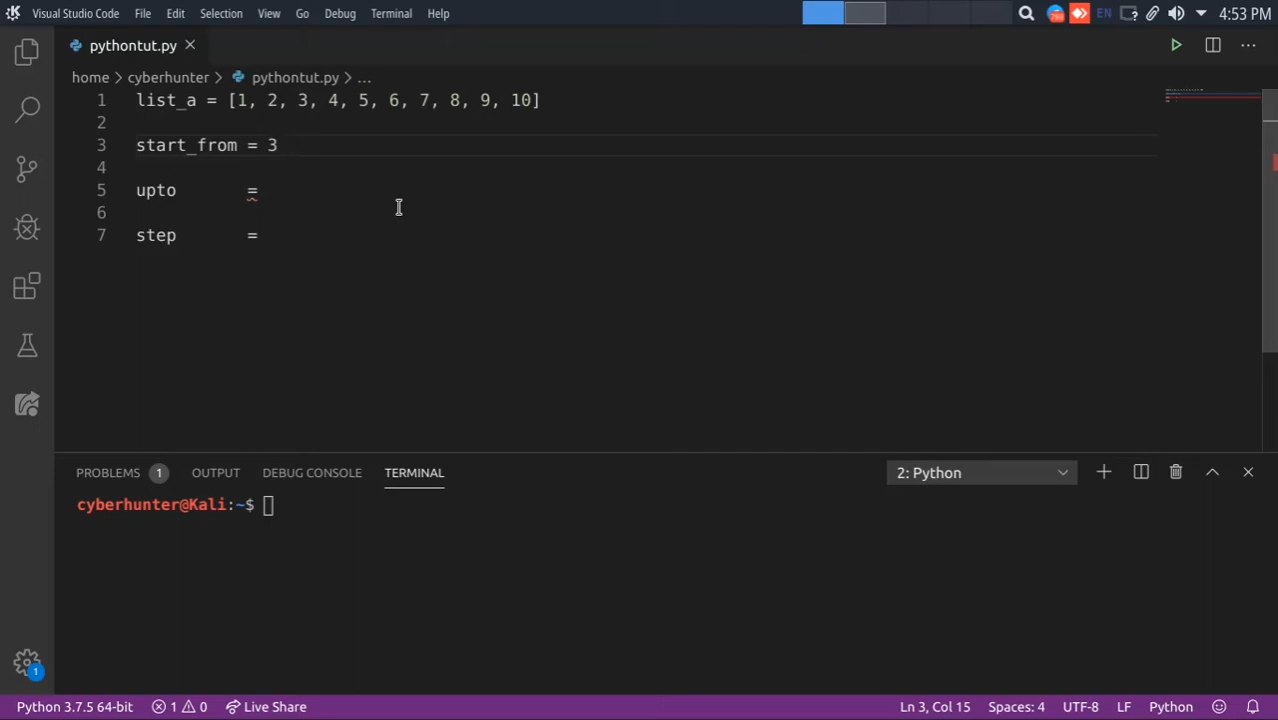 Visual Studio Code File Edit Selection View Go Debug Terminal Help EN 4:53 PM
pythontut.py
home > cyberhunter > pythontut.py > ...
1 list_a = [1, 2, 3, 4, 5, 6, 7, 8, 9, 10]
2
3 start_from = 3
4
5 upto =
6
7 step =
PROBLEMS 1 OUTPUT DEBUG CONSOLE TERMINAL 2: Python
cyberhunter@Kali:~$
1
Python 3.7.5 64-bit 1 0 Live Share Ln 3, Col 15 Spaces: 4 UTF-8 LF Python